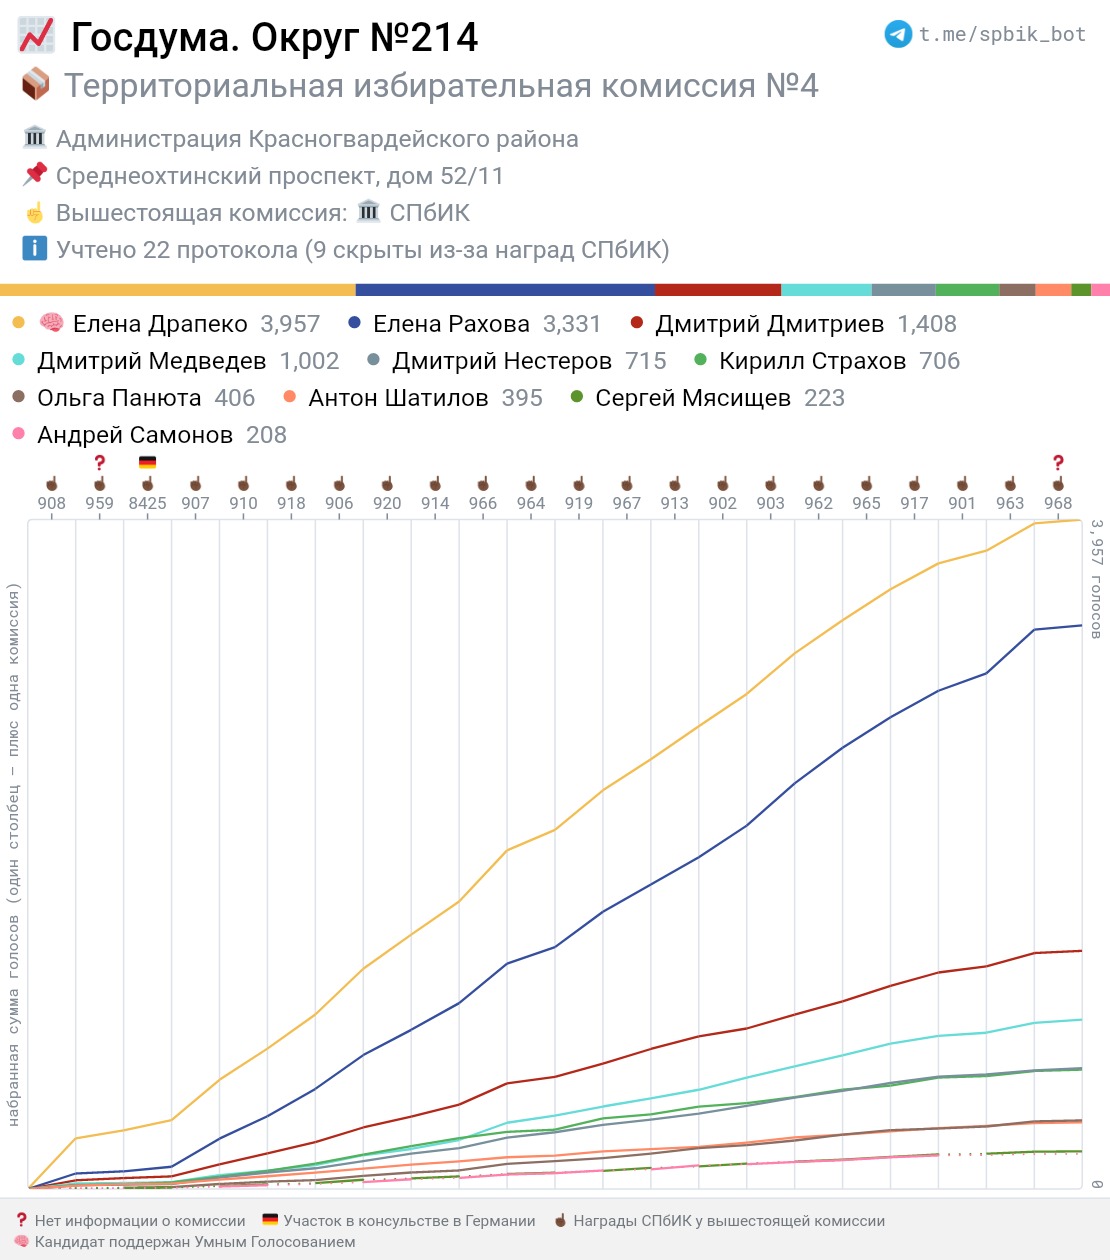 Госдума. Округ №214
t.me/spbik_bot
Территориальная избирательная комиссия №4
Администрация Красногвардейского района
Среднеохтинский проспект, дом 52/11
Вышестоящая комиссия: СПбИК
Учтено 22 протокола (9 скрыты из-за наград СПбИК)
Елена Драпеко 3,957 Елена Рахова 3,331 Дмитрий Дмитриев 1,408
Дмитрий Медведев 1,002 Дмитрий Нестеров 715 Кирилл Страхов 706
Ольга Панюта 406 Антон Шатилов 395 Сергей Мясищев 223
Андрей Самонов 208
908 959 8425 907 910 918 906 920 914 966 964 919 967 913 902 903 962 965 917 901 963 968
набранная сумма голосов (один столбец – плюс одна комиссия)
3,957 голосов
0
Нет информации о комиссии Участок в консульстве в Германии Награды СПбИК у вышестоящей комиссии
Кандидат поддержан Умным Голосованием